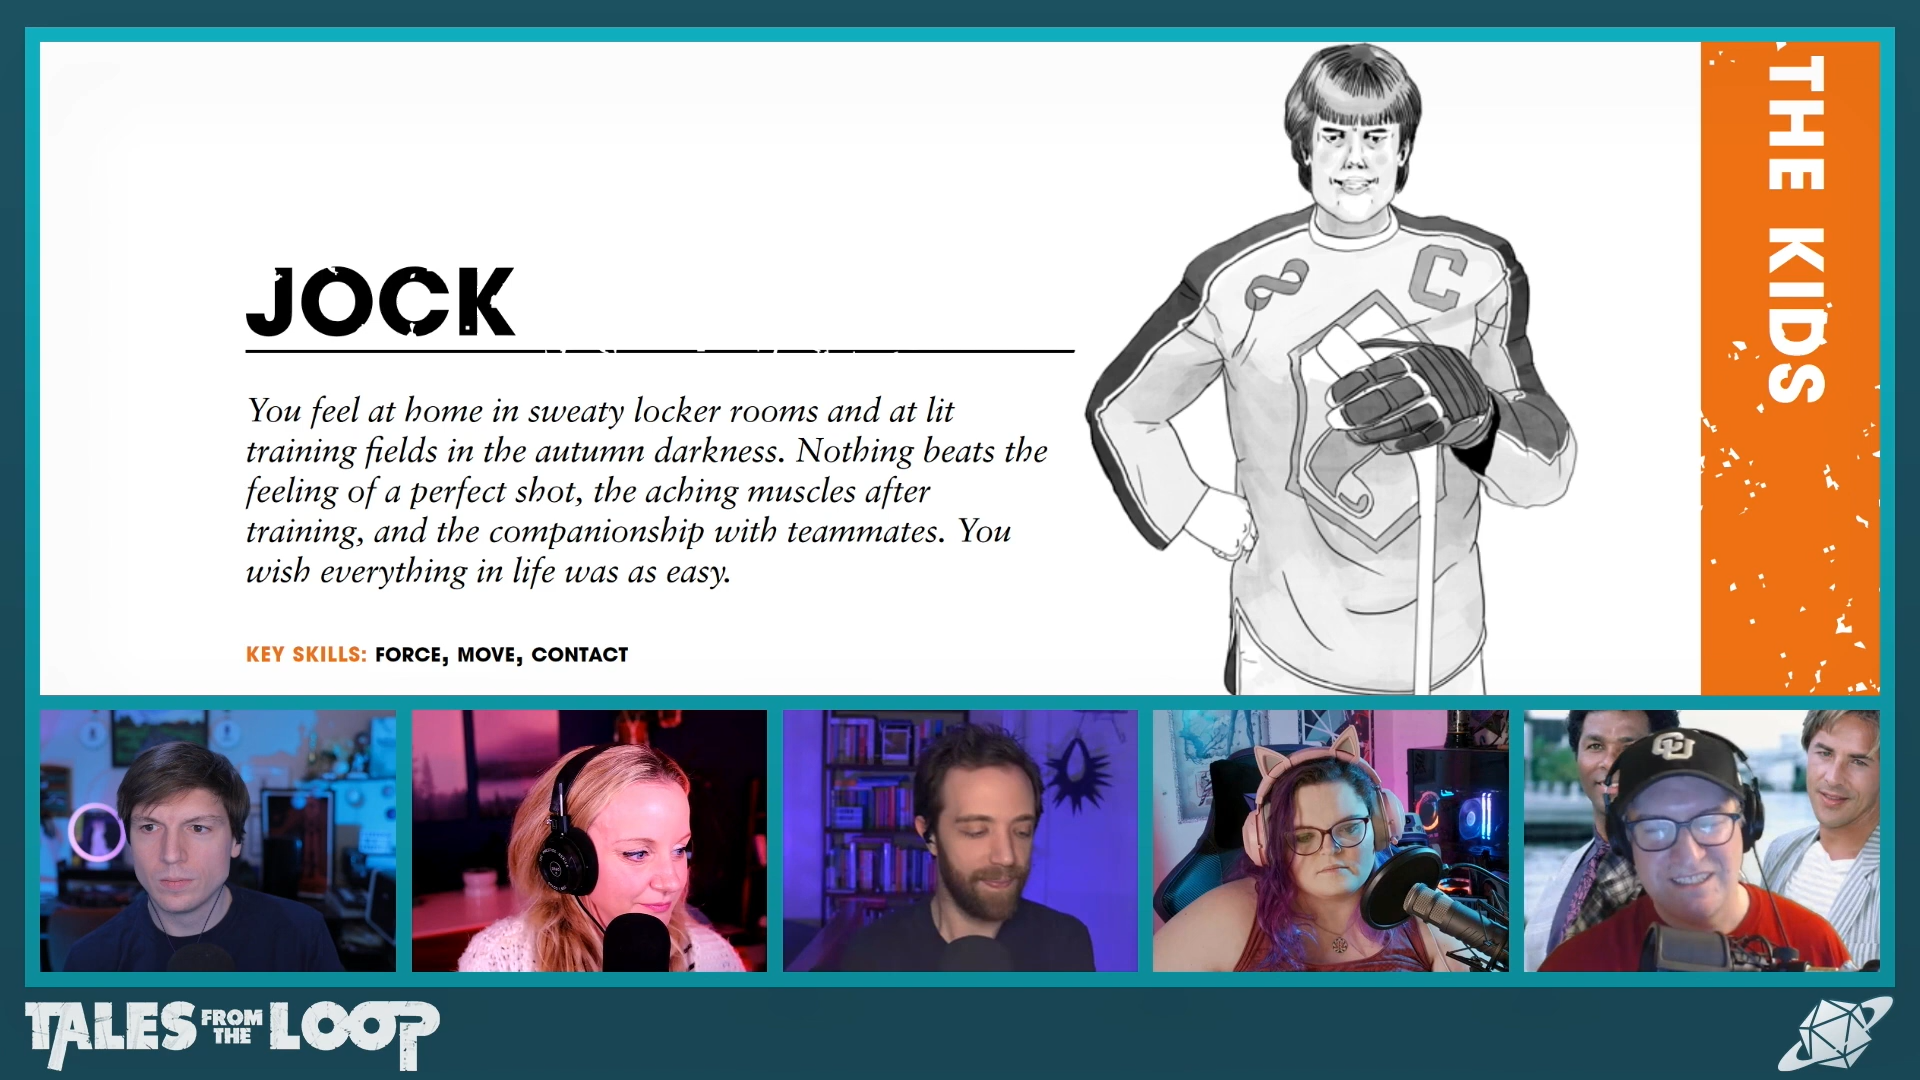 THE KIDS
JOCK
You feel at home in sweaty locker rooms and at lit
training fields in the autumn darkness. Nothing beats the
feeling of a perfect shot, the aching muscles after
training, and the companionship with teammates. You
wish everything in life was as easy.
KEY SKILLS: FORCE, MOVE, CONTACT
C
CU
TALES FROM THE LOOP